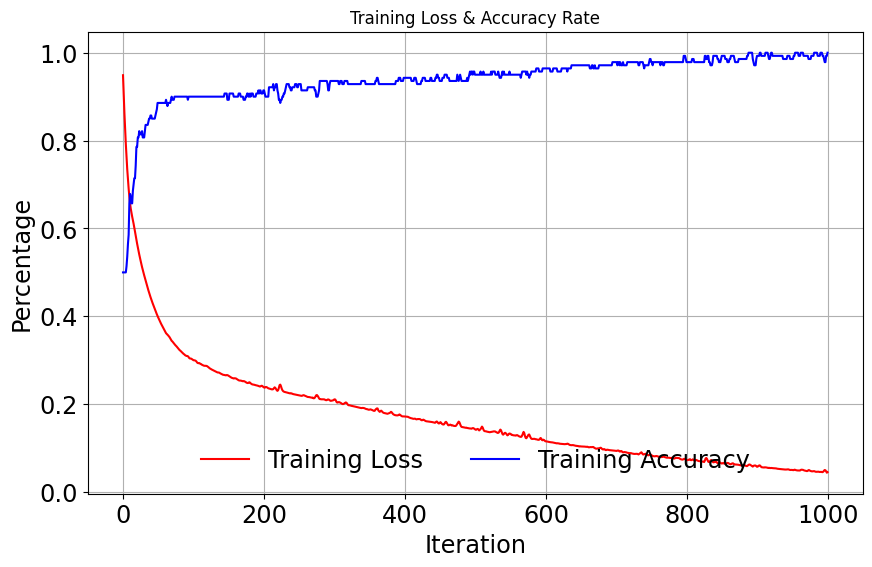 Training Loss & Accuracy Rate
1.0
0.8
0.6
0.4
0.2
0.0
Percentage
Training Loss Training Accuracy
0 200 400 600 800 1000
Iteration